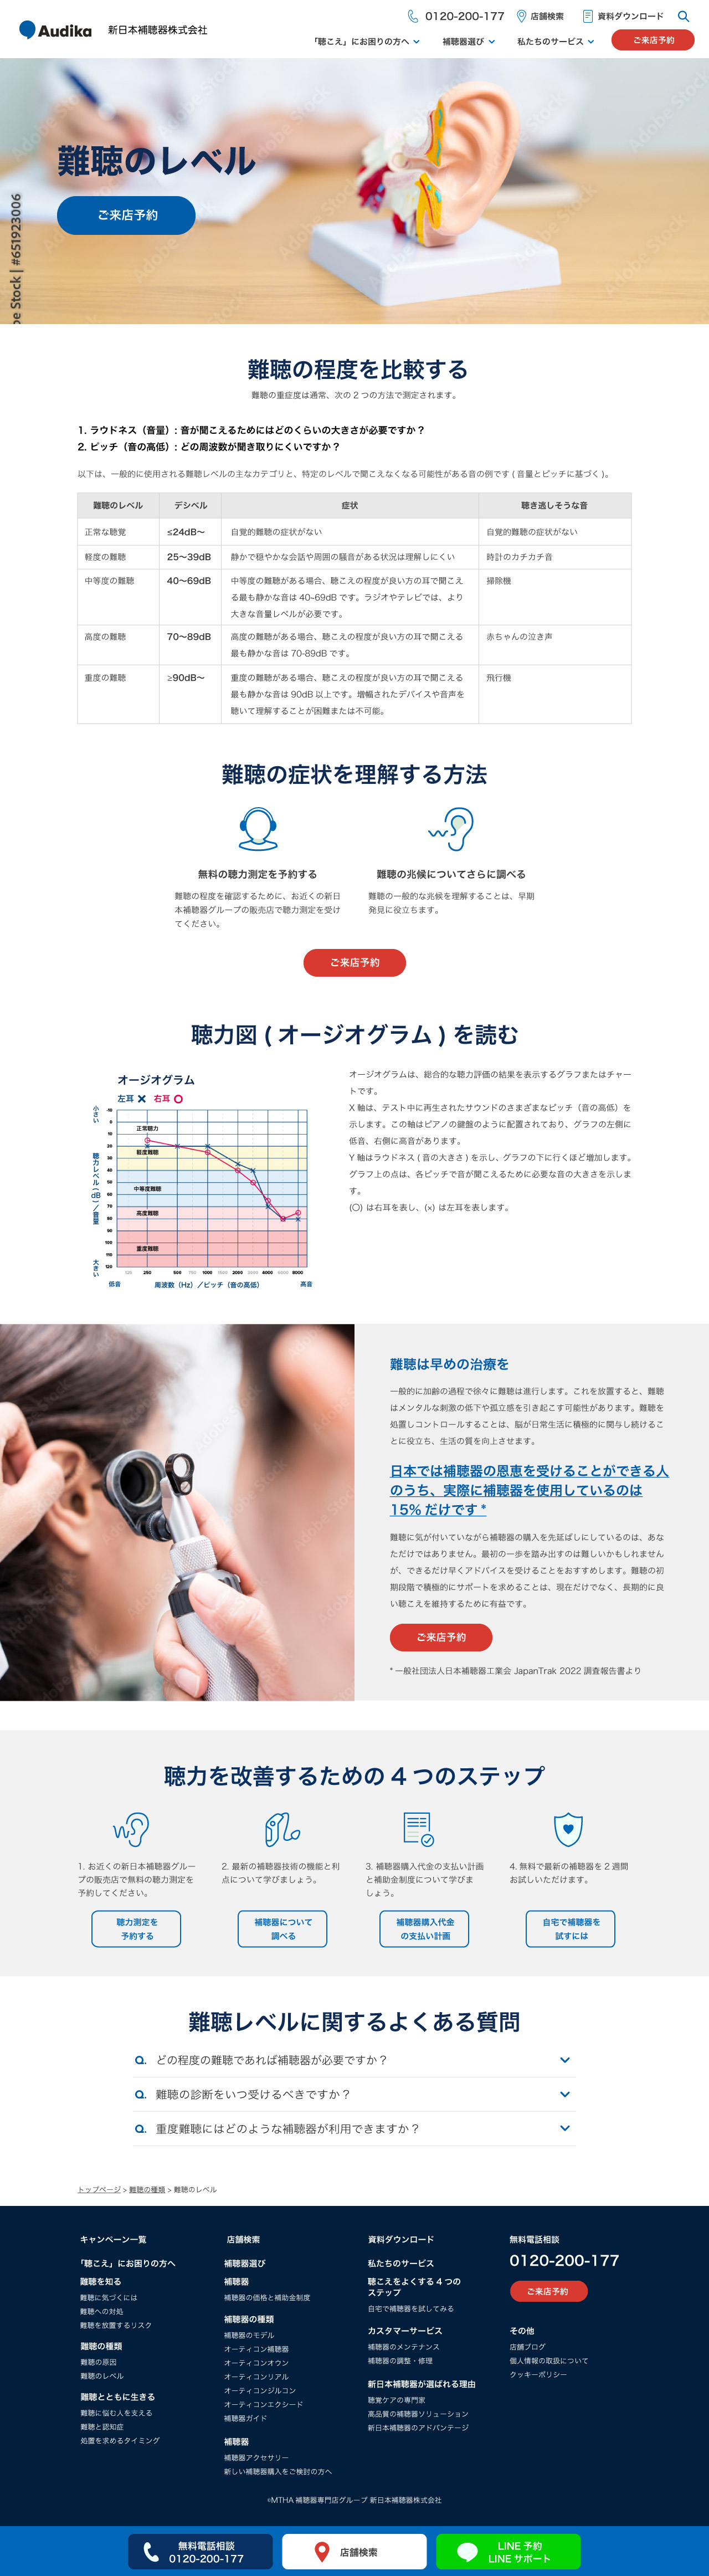 Audika 新日本補聴器株式会社
0120-200-177 店舗検索 資料ダウンロード
「聴こえ」にお困りの方へ 補聴器選び 私たちのサービス ご来店予約
難聴のレベル
ご来店予約
Adobe Stock
be Stock | #651923006
難聴の程度を比較する
難聴の重症度は通常、次の 2 つの方法で測定されます。
1. ラウドネス（音量）: 音が聞こえるためにはどのくらいの大きさが必要ですか？
2. ピッチ（音の高低）: どの周波数が聞き取りにくいですか？
以下は、一般的に使用される難聴レベルの主なカテゴリと、特定のレベルで聞こえなくなる可能性がある音の例です ( 音量とピッチに基づく )。
難聴のレベル デシベル 症状 聴き逃しそうな音
正常な聴覚 ≤24dB〜 自覚的難聴の症状がない 自覚的難聴の症状がない
軽度の難聴 25〜39dB 静かで穏やかな会話や周囲の騒音がある状況は理解しにくい 時計のカチカチ音
中等度の難聴 40〜69dB 中等度の難聴がある場合、聴こえの程度が良い方の耳で聞こえ 掃除機
る最も静かな音は 40~69dB です。ラジオやテレビでは、より
大きな音量レベルが必要です。
高度の難聴 70〜89dB 高度の難聴がある場合、聴こえの程度が良い方の耳で聞こえる 赤ちゃんの泣き声
最も静かな音は 70-89dB です。
重度の難聴 ≥90dB〜 重度の難聴がある場合、聴こえの程度が良い方の耳で聞こえる 飛行機
最も静かな音は 90dB 以上です。増幅されたデバイスや音声を
聴いて理解することが困難または不可能。
難聴の症状を理解する方法
無料の聴力測定を予約する
難聴の程度を確認するために、お近くの新日
本補聴器グループの販売店で聴力測定を受け
てください。
難聴の兆候についてさらに調べる
難聴の一般的な兆候を理解することは、早期
発見に役立ちます。
ご来店予約
聴力図 ( オージオグラム ) を読む
オージオグラム
左耳 × 右耳 〇
小さい
聴力レベル(dB)／音量
大きい
-10
0
10
20
30
40
50
60
70
80
90
100
110
120
正常聴力
軽度難聴
中等度難聴
高度難聴
重度難聴
125 250 500 750 1000 1500 2000 3000 4000 6000 8000
低音 周波数（Hz）／ピッチ（音の高低） 高音
オージオグラムは、総合的な聴力評価の結果を表示するグラフまたはチャー
トです。
X 軸は、テスト中に再生されたサウンドのさまざまなピッチ（音の高低）を
示します。この軸はピアノの鍵盤のように配置されており、グラフの左側に
低音、右側に高音があります。
Y 軸はラウドネス ( 音の大きさ ) を示し、グラフの下に行くほど増加します。
グラフ上の点は、各ピッチで音が聞こえるために必要な音の大きさを示しま
す。
(〇) は右耳を表し、(×) は左耳を表します。
難聴は早めの治療を
一般的に加齢の過程で徐々に難聴は進行します。これを放置すると、難聴
はメンタルな刺激の低下や孤立感を引き起こす可能性があります。難聴を
処置しコントロールすることは、脳が日常生活に積極的に関与し続けるこ
とに役立ち、生活の質を向上させます。
日本では補聴器の恩恵を受けることができる人
のうち、実際に補聴器を使用しているのは
15% だけです *
難聴に気が付いていながら補聴器の購入を先延ばしにしているのは、あな
ただけではありません。最初の一歩を踏み出すのは難しいかもしれません
が、できるだけ早くアドバイスを受けることをおすすめします。難聴の初
期段階で積極的にサポートを求めることは、現在だけでなく、長期的に良
い聴こえを維持するために有益です。
ご来店予約
* 一般社団法人日本補聴器工業会 JapanTrak 2022 調査報告書より
聴力を改善するための 4 つのステップ
1. お近くの新日本補聴器グルー
プの販売店で無料の聴力測定を
予約してください。
聴力測定を
予約する
2. 最新の補聴器技術の機能と利
点について学びましょう。
補聴器について
調べる
3. 補聴器購入代金の支払い計画
と補助金制度について学びま
しょう。
補聴器購入代金
の支払い計画
4. 無料で最新の補聴器を 2 週間
お試しいただけます。
自宅で補聴器を
試すには
難聴レベルに関するよくある質問
Q. どの程度の難聴であれば補聴器が必要ですか？
Q. 難聴の診断をいつ受けるべきですか？
Q. 重度難聴にはどのような補聴器が利用できますか？
トップページ > 難聴の種類 > 難聴のレベル
キャンペーン一覧
「聴こえ」にお困りの方へ
難聴を知る
難聴に気づくには
難聴への対処
難聴を放置するリスク
難聴の種類
難聴の原因
難聴のレベル
難聴とともに生きる
難聴に悩む人を支える
難聴と認知症
処置を求めるタイミング
店舗検索
補聴器選び
補聴器
補聴器の価格と補助金制度
補聴器の種類
補聴器のモデル
オーティコン補聴器
オーティコンオウン
オーティコンリアル
オーティコンジルコン
オーティコンエクシード
補聴器ガイド
補聴器
補聴器アクセサリー
新しい補聴器購入をご検討の方へ
資料ダウンロード
私たちのサービス
聴こえをよくする 4 つの
ステップ
自宅で補聴器を試してみる
カスタマーサービス
補聴器のメンテナンス
補聴器の調整・修理
新日本補聴器が選ばれる理由
聴覚ケアの専門家
高品質の補聴器ソリューション
新日本補聴器のアドバンテージ
無料電話相談
0120-200-177
ご来店予約
その他
店舗ブログ
個人情報の取扱について
クッキーポリシー
©MTHA 補聴器専門店グループ 新日本補聴器株式会社
無料電話相談
0120-200-177
店舗検索
LINE 予約
LINE サポート